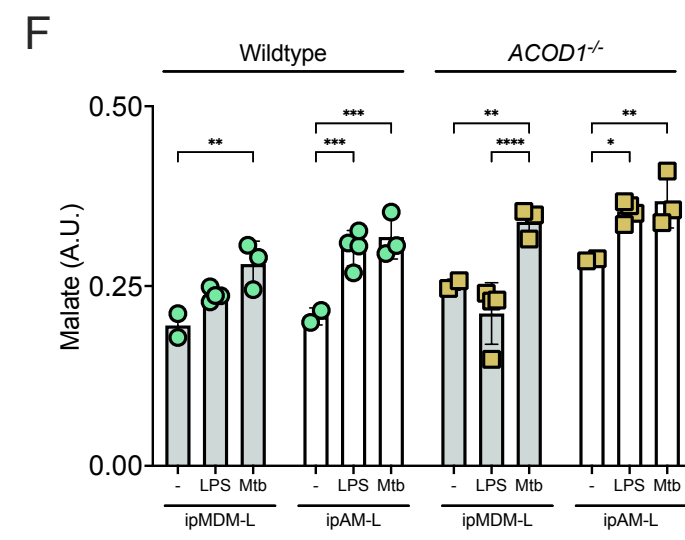 F
Wildtype ACOD1-/-
0.50
*** **
** *** **** *
Malate (A.U.)
0.25
0.00
- LPS Mtb - LPS Mtb - LPS Mtb - LPS Mtb
ipMDM-L ipAM-L ipMDM-L ipAM-L